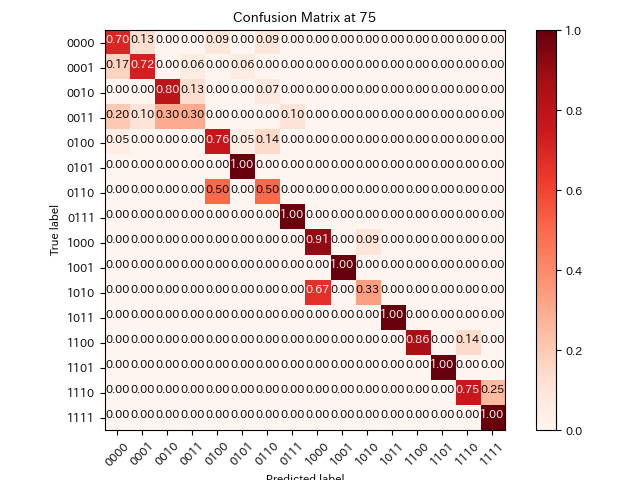 Confusion Matrix at 75
True label
0000 0.70 0.13 0.00 0.00 0.09 0.00 0.09 0.00 0.00 0.00 0.00 0.00 0.00 0.00 0.00 0.00
0001 0.17 0.72 0.00 0.06 0.00 0.06 0.00 0.00 0.00 0.00 0.00 0.00 0.00 0.00 0.00 0.00
0010 0.00 0.00 0.80 0.13 0.00 0.00 0.07 0.00 0.00 0.00 0.00 0.00 0.00 0.00 0.00 0.00
0011 0.20 0.10 0.30 0.30 0.00 0.00 0.00 0.10 0.00 0.00 0.00 0.00 0.00 0.00 0.00 0.00
0100 0.05 0.00 0.00 0.00 0.76 0.05 0.14 0.00 0.00 0.00 0.00 0.00 0.00 0.00 0.00 0.00
0101 0.00 0.00 0.00 0.00 0.00 1.00 0.00 0.00 0.00 0.00 0.00 0.00 0.00 0.00 0.00 0.00
0110 0.00 0.00 0.00 0.00 0.50 0.00 0.50 0.00 0.00 0.00 0.00 0.00 0.00 0.00 0.00 0.00
0111 0.00 0.00 0.00 0.00 0.00 0.00 0.00 1.00 0.00 0.00 0.00 0.00 0.00 0.00 0.00 0.00
1000 0.00 0.00 0.00 0.00 0.00 0.00 0.00 0.00 0.91 0.00 0.09 0.00 0.00 0.00 0.00 0.00
1001 0.00 0.00 0.00 0.00 0.00 0.00 0.00 0.00 0.00 1.00 0.00 0.00 0.00 0.00 0.00 0.00
1010 0.00 0.00 0.00 0.00 0.00 0.00 0.00 0.00 0.67 0.00 0.33 0.00 0.00 0.00 0.00 0.00
1011 0.00 0.00 0.00 0.00 0.00 0.00 0.00 0.00 0.00 0.00 0.00 1.00 0.00 0.00 0.00 0.00
1100 0.00 0.00 0.00 0.00 0.00 0.00 0.00 0.00 0.00 0.00 0.00 0.00 0.86 0.00 0.14 0.00
1101 0.00 0.00 0.00 0.00 0.00 0.00 0.00 0.00 0.00 0.00 0.00 0.00 0.00 1.00 0.00 0.00
1110 0.00 0.00 0.00 0.00 0.00 0.00 0.00 0.00 0.00 0.00 0.00 0.00 0.00 0.00 0.75 0.25
1111 0.00 0.00 0.00 0.00 0.00 0.00 0.00 0.00 0.00 0.00 0.00 0.00 0.00 0.00 0.00 1.00
0000 0001 0010 0011 0100 0101 0110 0111 1000 1001 1010 1011 1100 1101 1110 1111
Predicted label
1.0
0.8
0.6
0.4
0.2
0.0